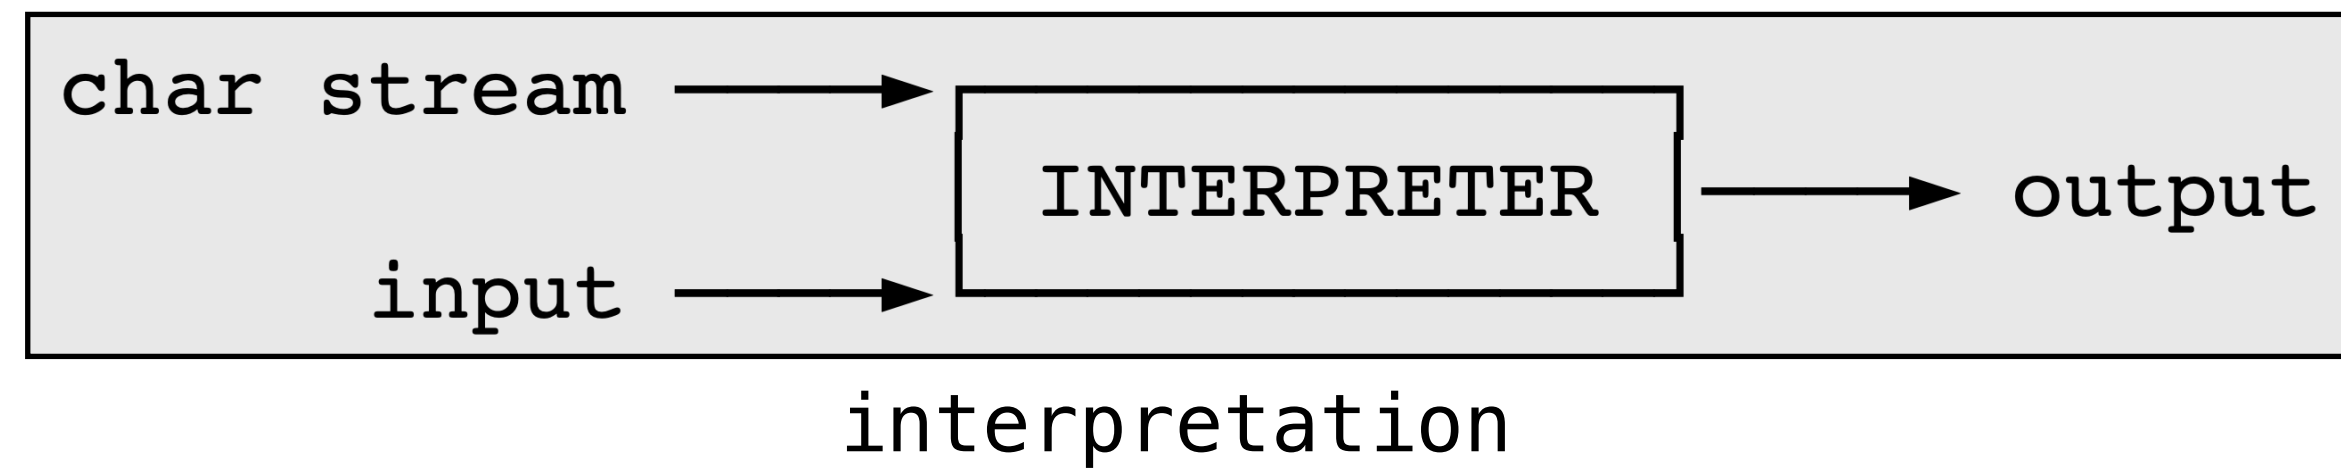 char stream
INTERPRETER
output
input
interpretation